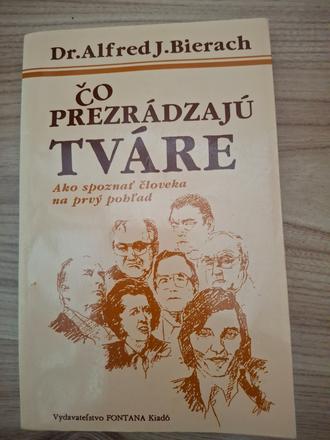 Dr. Alfred J. Bierach
ČO
PREZRÁDZAJÚ
TVÁRE
Ako spoznať človeka
na prvý pohľad
Vydavateľstvo FONTANA Kiadó